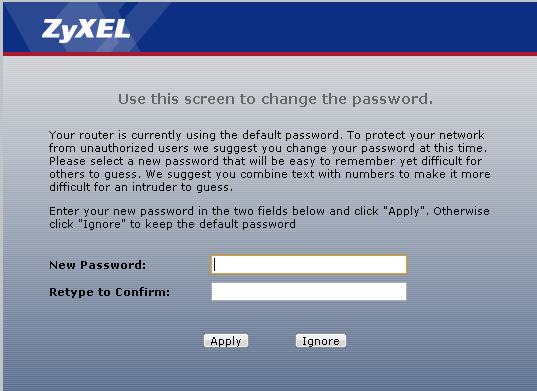 ZyXEL
Use this screen to change the password.
Your router is currently using the default password. To protect your network
from unauthorized users we suggest you change your password at this time.
Please select a new password that will be easy to remember yet difficult for
others to guess. We suggest you combine text with numbers to make it more
difficult for an intruder to guess.
Enter your new password in the two fields below and click "Apply". Otherwise
click "Ignore" to keep the default password
New Password:
Retype to Confirm:
Apply Ignore